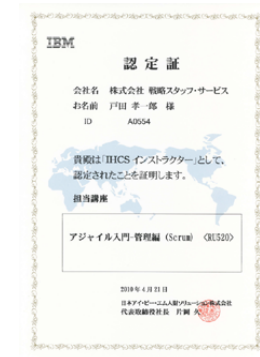 IBM
認定証
会社名 株式会社 戦略スタッフ・サービス
お名前 戸田 孝一郎 様
ID A0554
貴殿は「IHCS インストラクター」として、
認定されたことを証明します。
担当講座
アジャイル入門-管理編 (Scrum) 《RU520》
2010年4月21日
日本アイ・ビー・エム人財ソリューション株式会社
代表取締役社長 片岡